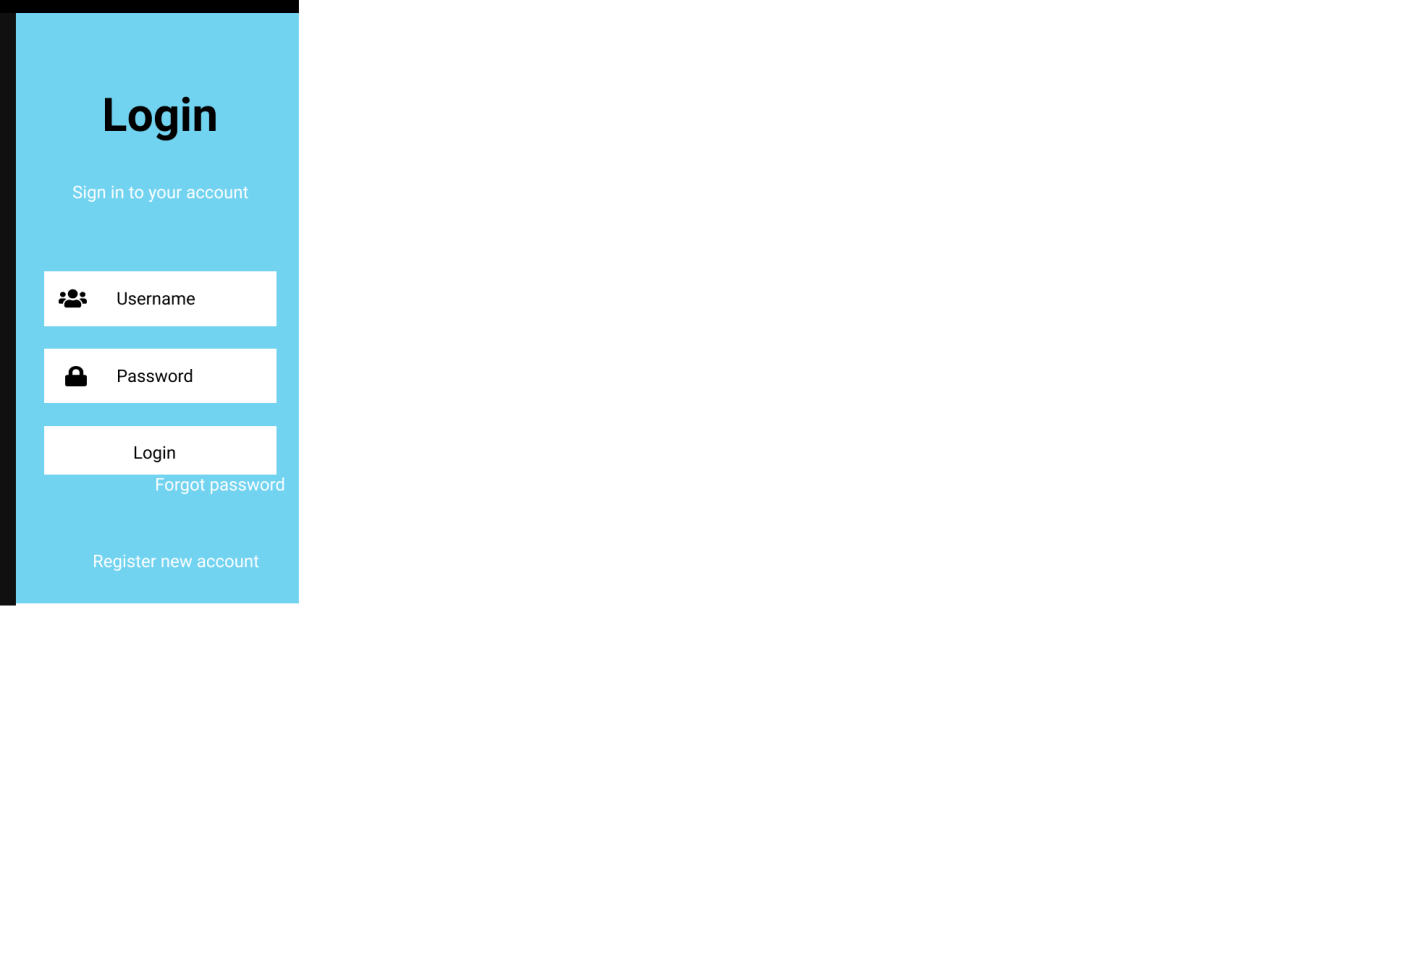 Login
Sign in to your account
Username
Password
Login
Forgot password
Register new account